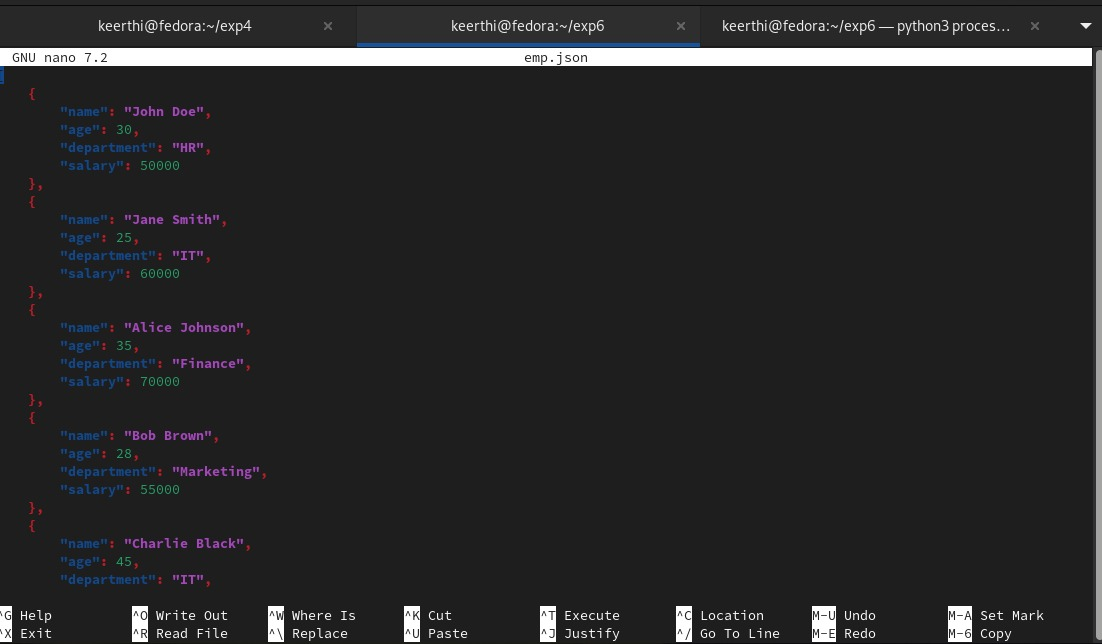 keerthi@fedora:~/exp4 × keerthi@fedora:~/exp6 × keerthi@fedora:~/exp6 — python3 proces... ×
GNU nano 7.2 emp.json
{
"name": "John Doe",
"age": 30,
"department": "HR",
"salary": 50000
},
{
"name": "Jane Smith",
"age": 25,
"department": "IT",
"salary": 60000
},
{
"name": "Alice Johnson",
"age": 35,
"department": "Finance",
"salary": 70000
},
{
"name": "Bob Brown",
"age": 28,
"department": "Marketing",
"salary": 55000
},
{
"name": "Charlie Black",
"age": 45,
"department": "IT",
^G Help ^O Write Out ^W Where Is ^K Cut ^T Execute ^C Location M-U Undo M-A Set Mark
^X Exit ^R Read File ^\ Replace ^U Paste ^J Justify ^/ Go To Line M-E Redo M-6 Copy